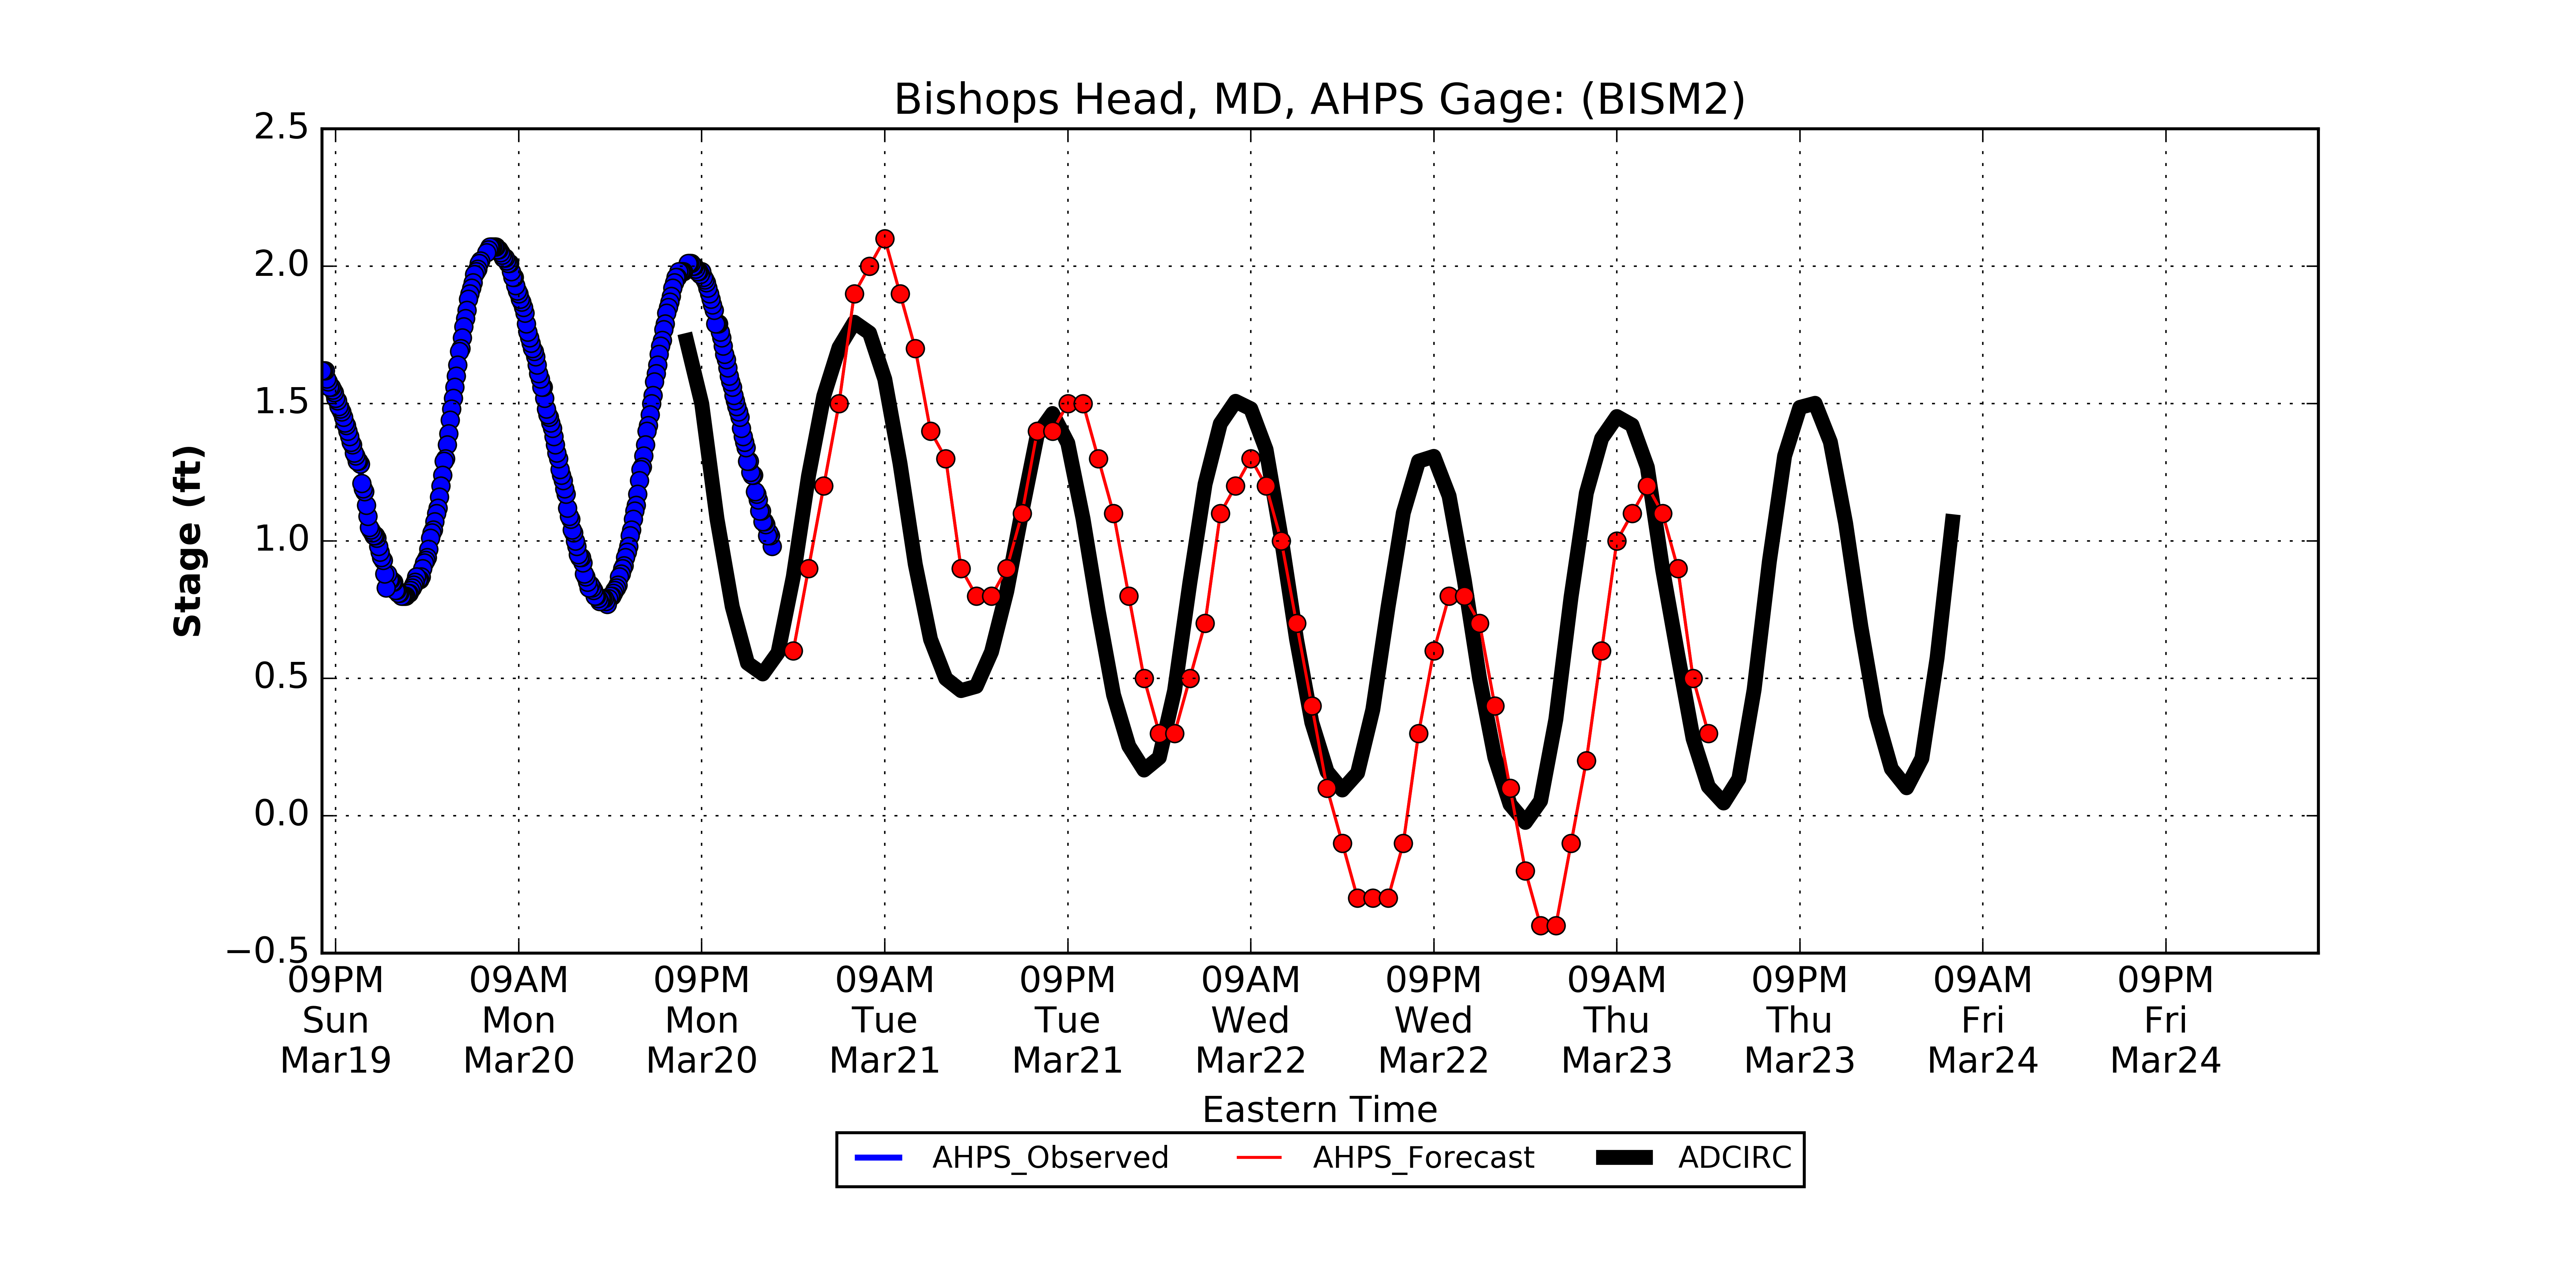 Bishops Head, MD, AHPS Gage: (BISM2)
2.5
2.0
1.5
1.0
0.5
0.0
−0.5
Stage (ft)
09PM 09AM 09PM 09AM 09PM 09AM 09PM 09AM 09PM 09AM 09PM
Sun Mon Mon Tue Tue Wed Wed Thu Thu Fri Fri
Mar19 Mar20 Mar20 Mar21 Mar21 Mar22 Mar22 Mar23 Mar23 Mar24 Mar24
Eastern Time
AHPS_Observed AHPS_Forecast ADCIRC